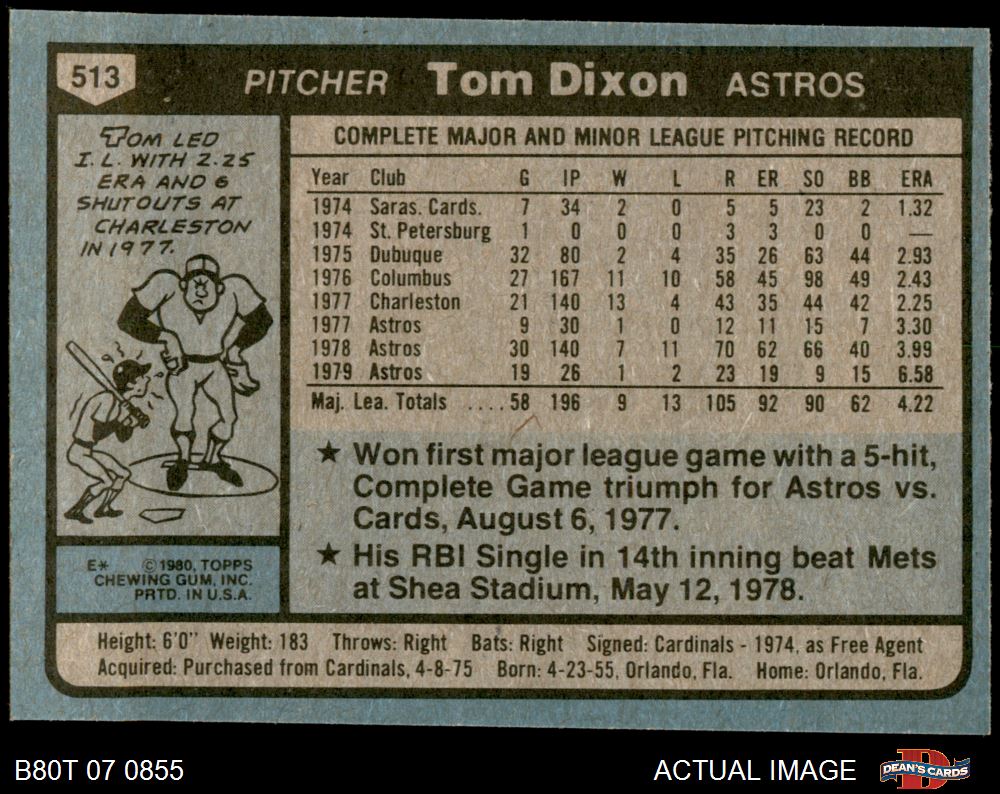 513 PITCHER Tom Dixon ASTROS
TOM LED
I. L. WITH 2.25
ERA AND 6
SHUTOUTS AT
CHARLESTON
IN 1977.
COMPLETE MAJOR AND MINOR LEAGUE PITCHING RECORD
Year Club G IP W L R ER SO BB ERA
1974 Saras. Cards. 7 34 2 0 5 5 23 2 1.32
1974 St. Petersburg 1 0 0 0 3 3 0 0 —
1975 Dubuque 32 80 2 4 35 26 63 44 2.93
1976 Columbus 27 167 11 10 58 45 98 49 2.43
1977 Charleston 21 140 13 4 43 35 44 42 2.25
1977 Astros 9 30 1 0 12 11 15 7 3.30
1978 Astros 30 140 7 11 70 62 66 40 3.99
1979 Astros 19 26 1 2 23 19 9 15 6.58
Maj. Lea. Totals ....58 196 9 13 105 92 90 62 4.22
★ Won first major league game with a 5-hit,
Complete Game triumph for Astros vs.
Cards, August 6, 1977.
★ His RBI Single in 14th inning beat Mets
at Shea Stadium, May 12, 1978.
E* ©1980, TOPPS
CHEWING GUM, INC.
PRTD. IN U.S.A.
Height: 6'0" Weight: 183 Throws: Right Bats: Right Signed: Cardinals - 1974, as Free Agent
Acquired: Purchased from Cardinals, 4-8-75 Born: 4-23-55, Orlando, Fla. Home: Orlando, Fla.
B80T 07 0855 ACTUAL IMAGE DEAN'S CARDS